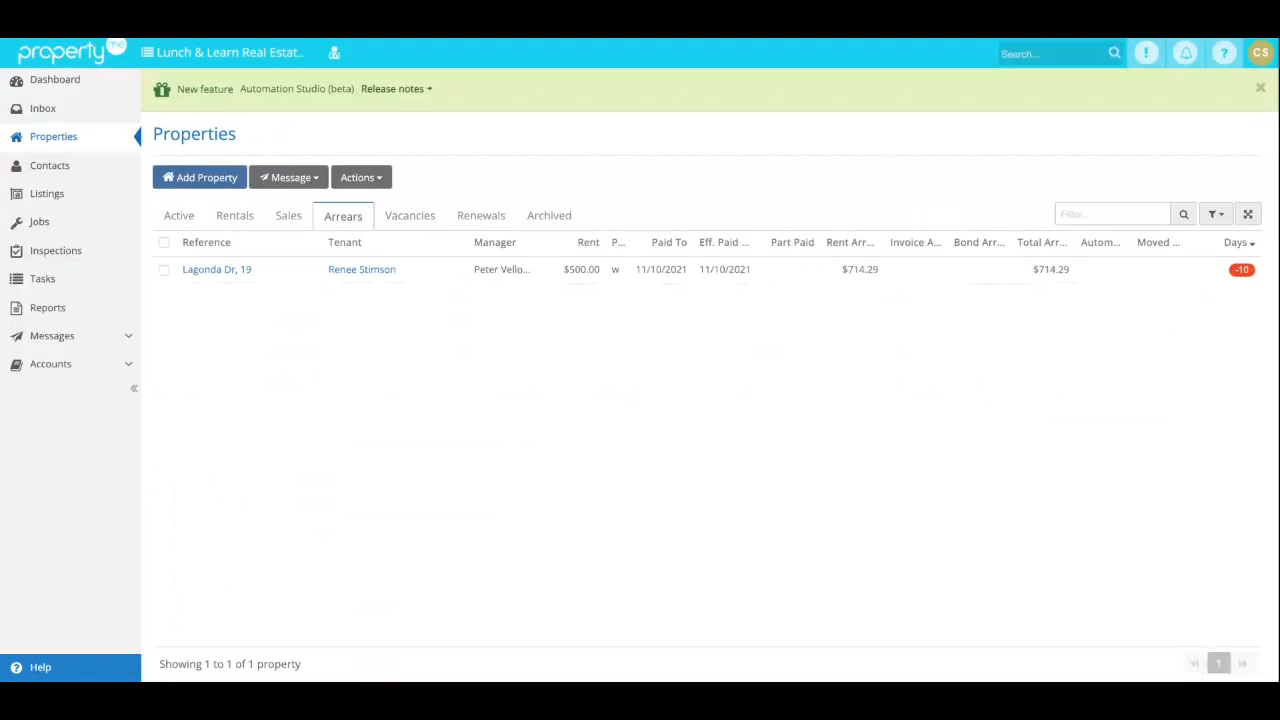 property me
Lunch & Learn Real Estat...
Search...
!
?
CS
Dashboard
Inbox
Properties
Contacts
Listings
Jobs
Inspections
Tasks
Reports
Messages
Accounts
Help
New feature Automation Studio (beta) Release notes
Properties
Add Property Message Actions
Active Rentals Sales Arrears Vacancies Renewals Archived
Filter...
Reference Tenant Manager Rent P... Paid To Eff. Paid ... Part Paid Rent Arr... Invoice A... Bond Arr... Total Arr... Autom... Moved ... Days
Lagonda Dr, 19 Renee Stimson Peter Vello... $500.00 w 11/10/2021 11/10/2021 $714.29 $714.29 -10
Showing 1 to 1 of 1 property
1